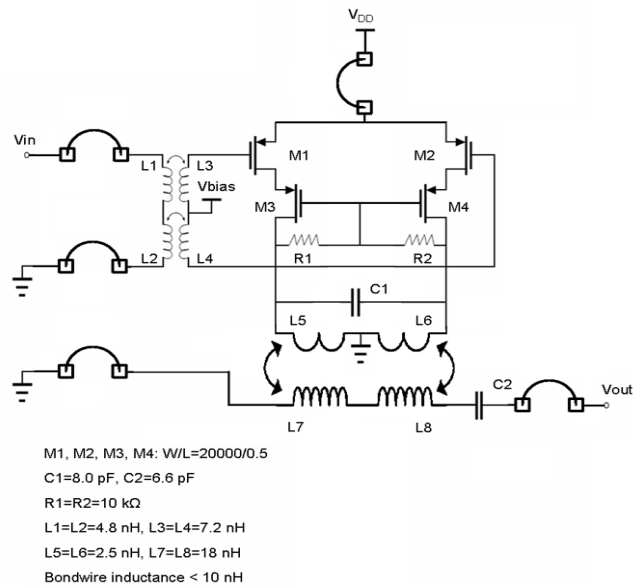 VDD
Vin
L1
L3
M1
M2
Vbias
M3
M4
L2
L4
R1
R2
C1
L5
L6
C2
Vout
L7
L8
M1, M2, M3, M4: W/L=20000/0.5
C1=8.0 pF, C2=6.6 pF
R1=R2=10 kΩ
L1=L2=4.8 nH, L3=L4=7.2 nH
L5=L6=2.5 nH, L7=L8=18 nH
Bondwire inductance < 10 nH